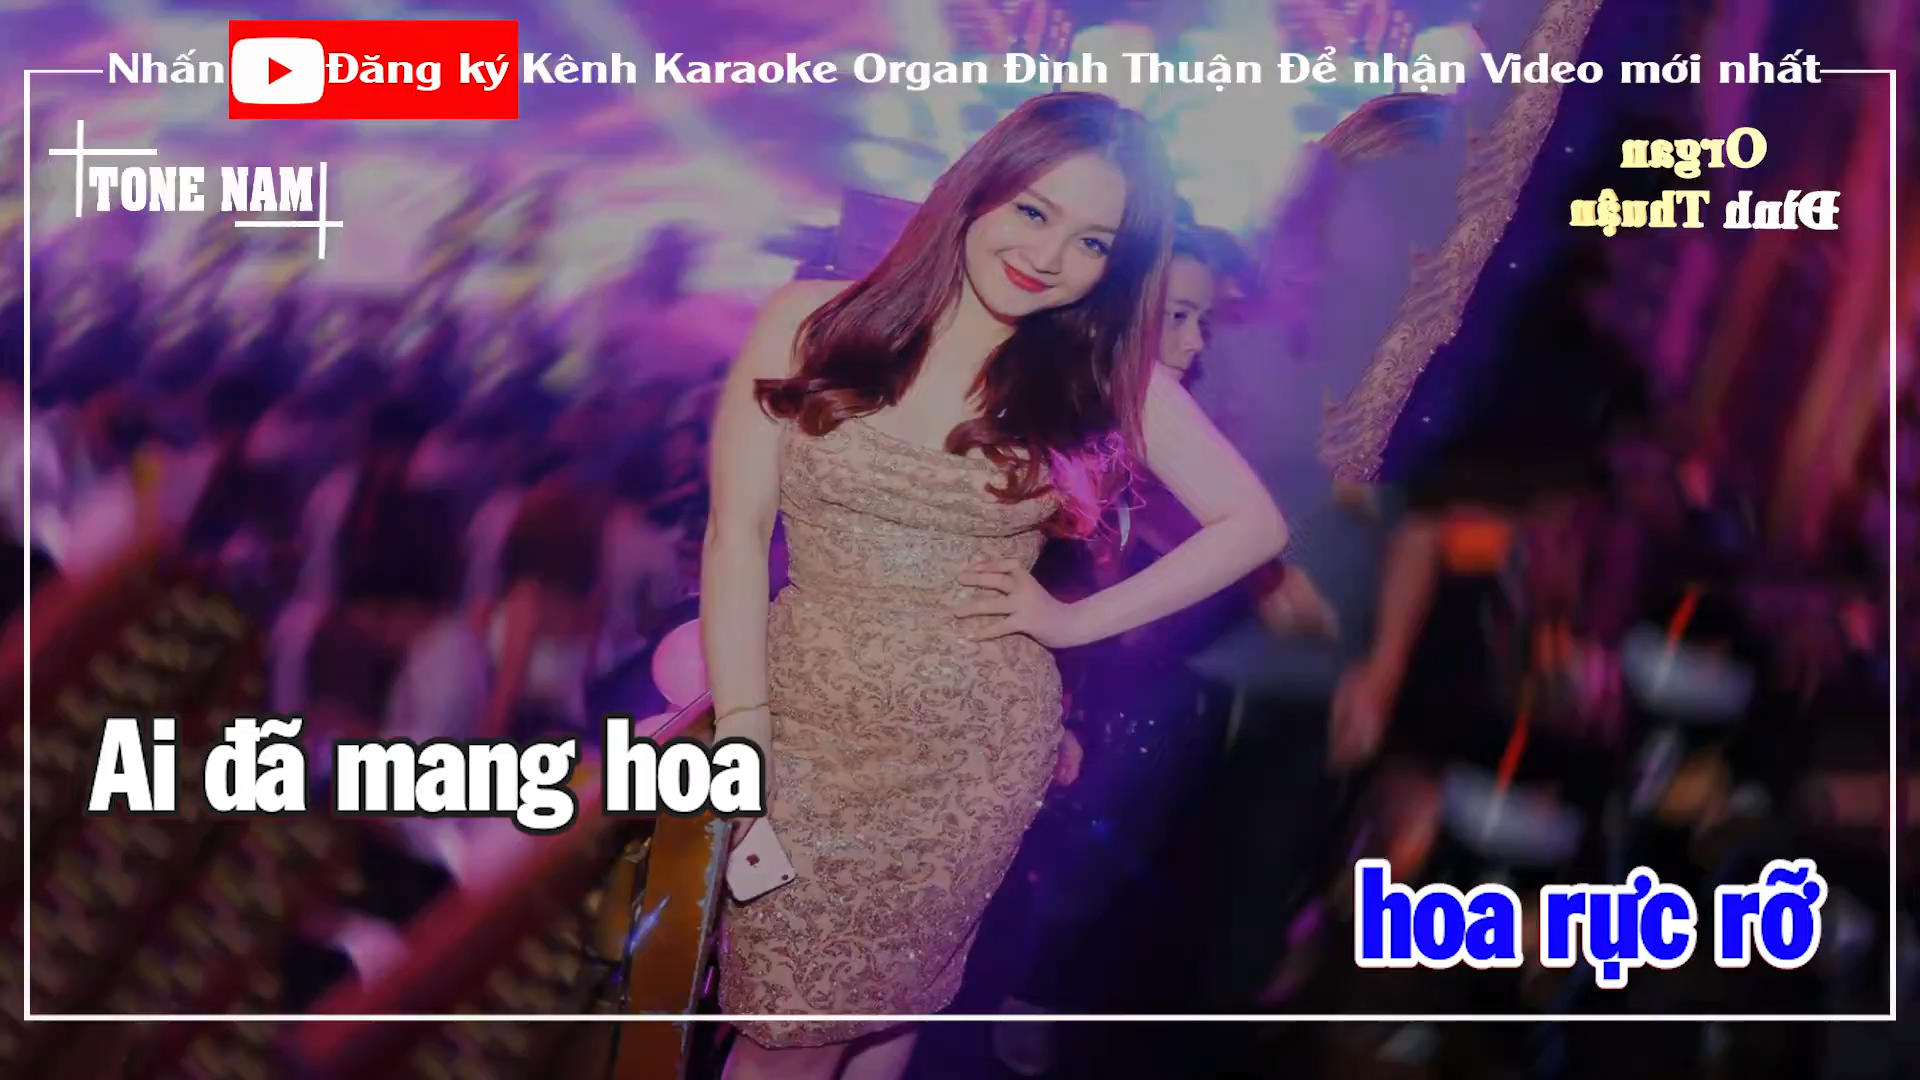 Nhấn Đăng ký Kênh Karaoke Organ Đình Thuận Để nhận Video mới nhất
TONE NAM
Organ
Đình Thuận
Ai đã mang hoa
hoa rực rỡ